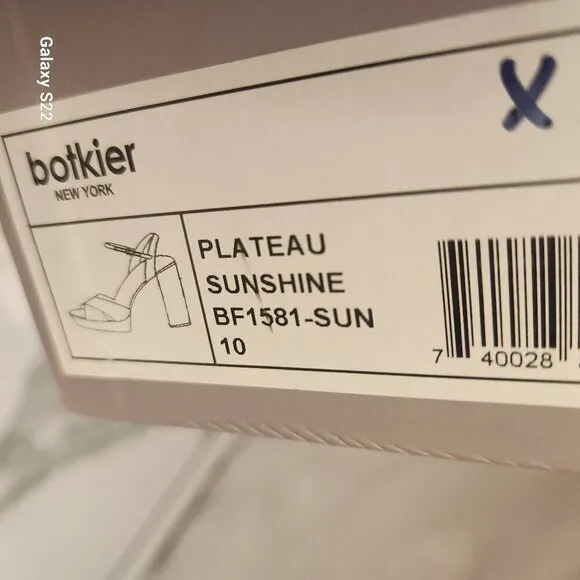 Galaxy S22
botkier
NEW YORK
PLATEAU
SUNSHINE
BF1581-SUN
10
7 40028
X